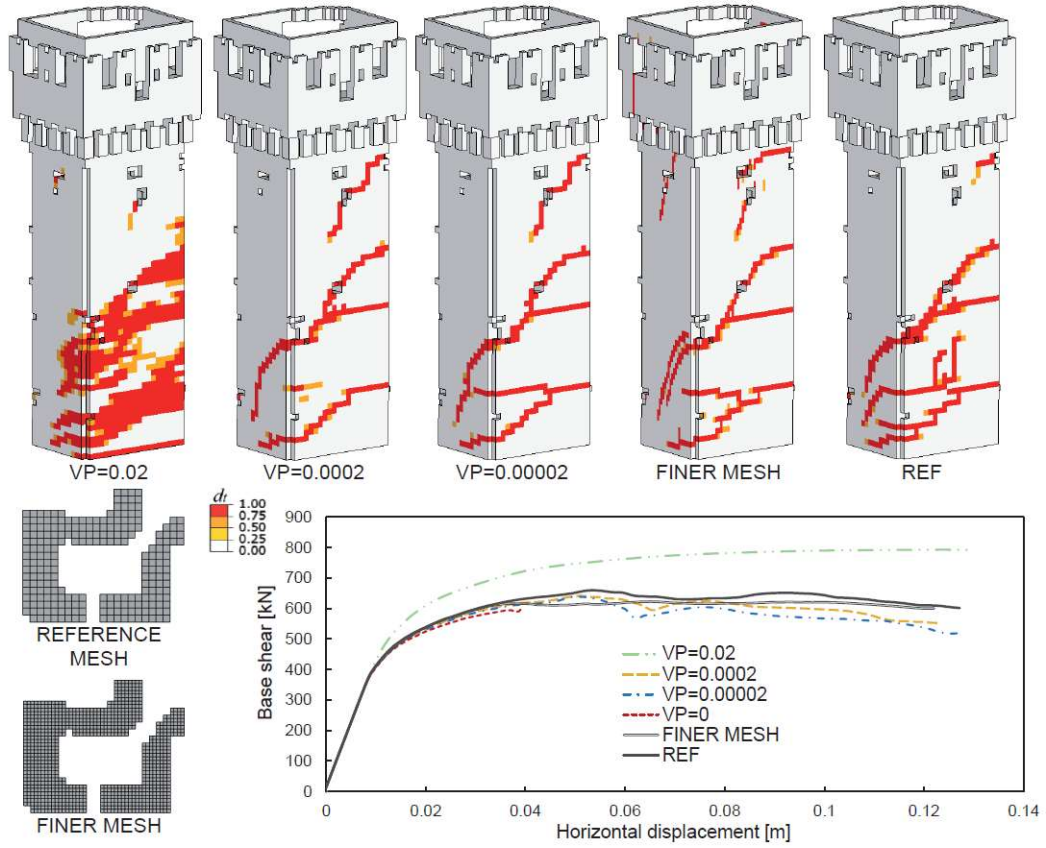 VP=0.02
VP=0.0002
VP=0.00002
FINER MESH
REF
REFERENCE
MESH
FINER MESH
dt
1.00
0.75
0.50
0.25
0.00
900
800
700
600
500
400
300
200
100
0
Base shear [kN]
VP=0.02
VP=0.0002
VP=0.00002
VP=0
FINER MESH
REF
0 0.02 0.04 0.06 0.08 0.1 0.12 0.14
Horizontal displacement [m]